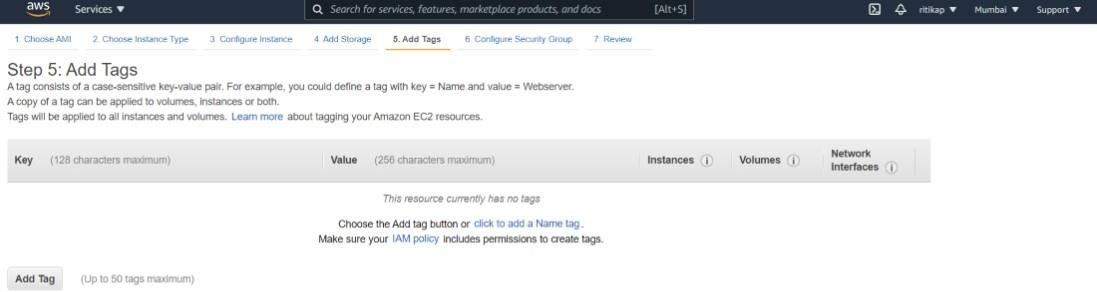 aws Services Search for services, features, marketplace products, and docs [Alt+S] ritikap Mumbai Support
1. Choose AMI 2. Choose Instance Type 3. Configure Instance 4. Add Storage 5. Add Tags 6. Configure Security Group 7. Review
Step 5: Add Tags
A tag consists of a case-sensitive key-value pair. For example, you could define a tag with key = Name and value = Webserver.
A copy of a tag can be applied to volumes, instances or both.
Tags will be applied to all instances and volumes. Learn more about tagging your Amazon EC2 resources.
Key (128 characters maximum) Value (256 characters maximum) Instances Volumes Network Interfaces
This resource currently has no tags
Choose the Add tag button or click to add a Name tag.
Make sure your IAM policy includes permissions to create tags.
Add Tag (Up to 50 tags maximum)